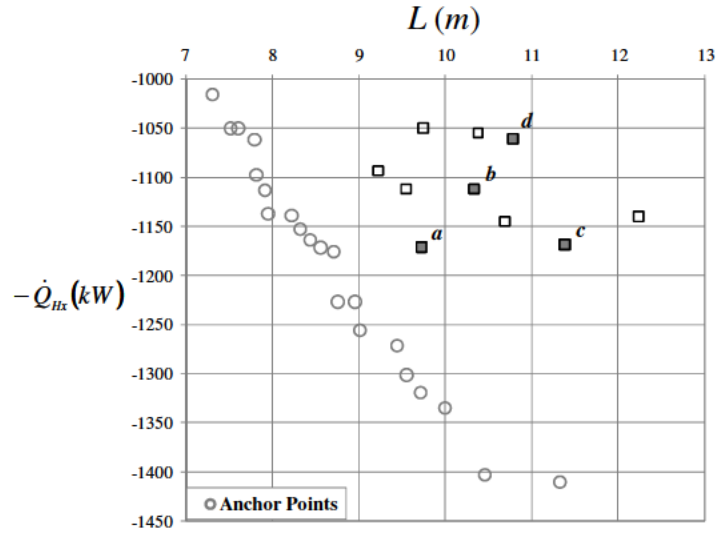 L (m)
7 8 9 10 11 12 13
-1000
-1050
d
-1100
b
-1150
a
c
-1200
-1250
− Q̇Hx(kW)
-1300
-1350
-1400
-1450
Anchor Points